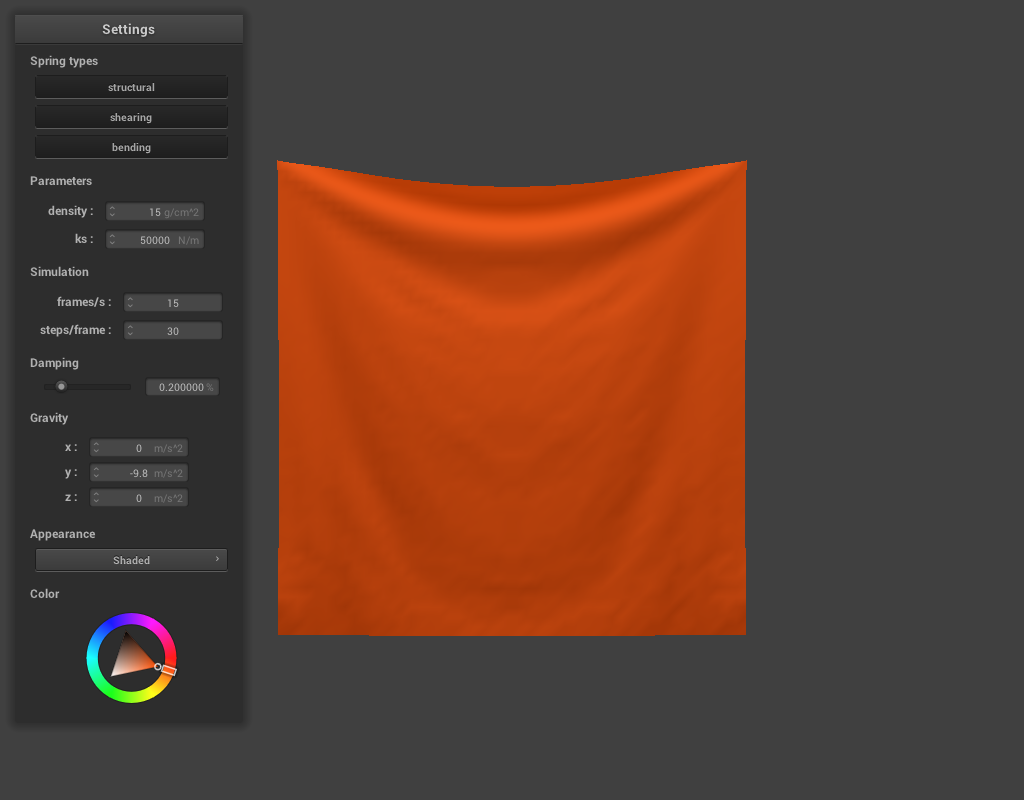 Settings
Spring types
structural
shearing
bending
Parameters
density : 15 g/cm^2
ks : 50000 N/m
Simulation
frames/s : 15
steps/frame : 30
Damping
0.200000 %
Gravity
x : 0 m/s^2
y : -9.8 m/s^2
z : 0 m/s^2
Appearance
Shaded
Color